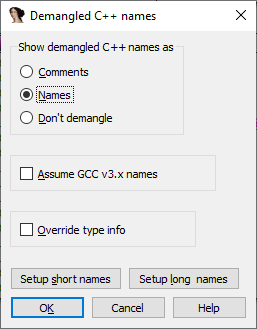 Demangled C++ names
Show demangled C++ names as
Comments
Names
Don't demangle
Assume GCC v3.x names
Override type info
Setup short names
Setup long names
OK
Cancel
Help